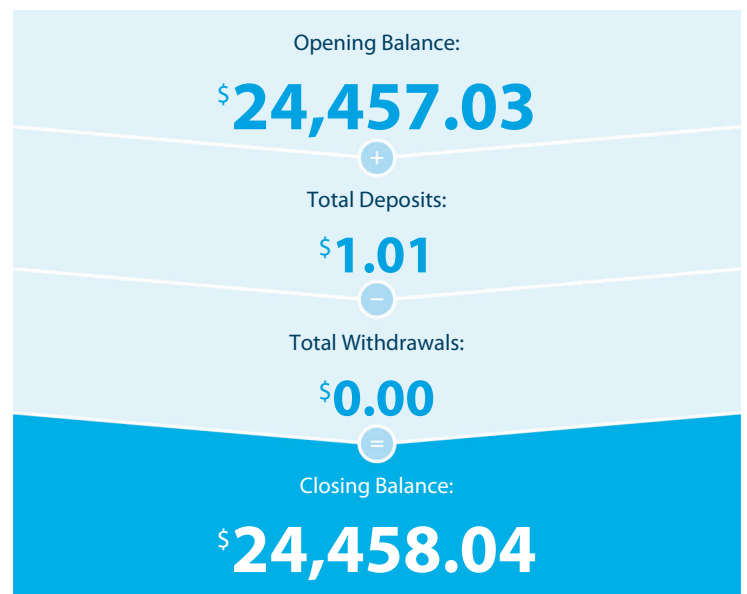 Opening Balance:
$24,457.03
+
Total Deposits:
$1.01
−
Total Withdrawals:
$0.00
=
Closing Balance:
$24,458.04